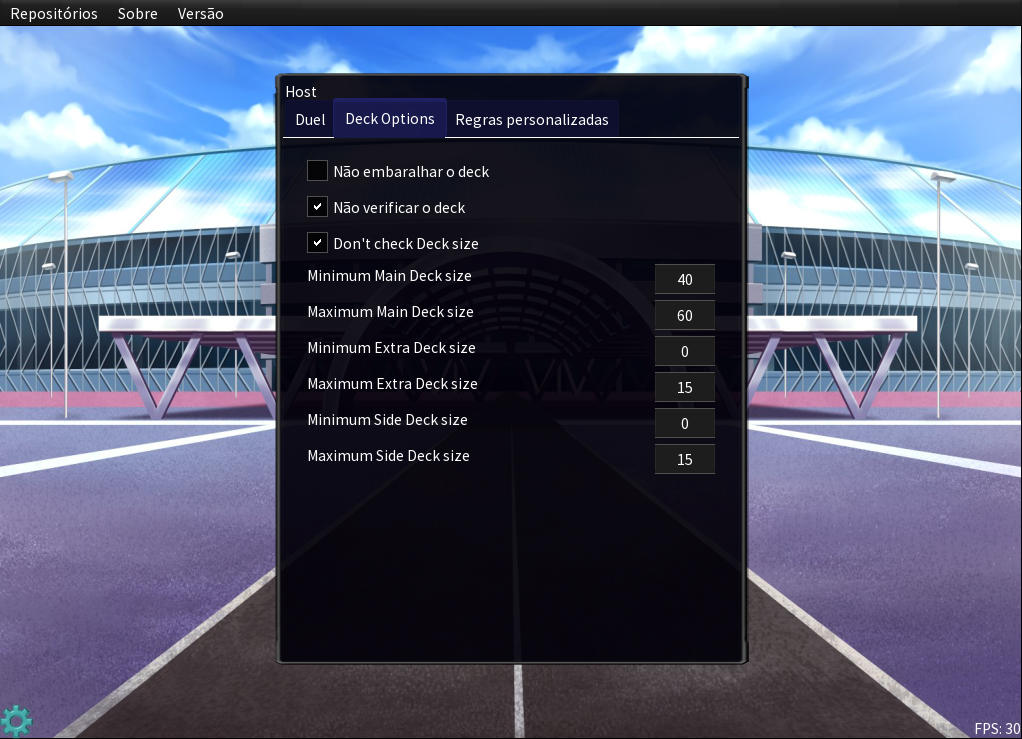 Repositórios Sobre Versão
Host
Duel Deck Options Regras personalizadas
Não embaralhar o deck
Não verificar o deck
Don't check Deck size
Minimum Main Deck size 40
Maximum Main Deck size 60
Minimum Extra Deck size 0
Maximum Extra Deck size 15
Minimum Side Deck size 0
Maximum Side Deck size 15
FPS: 30